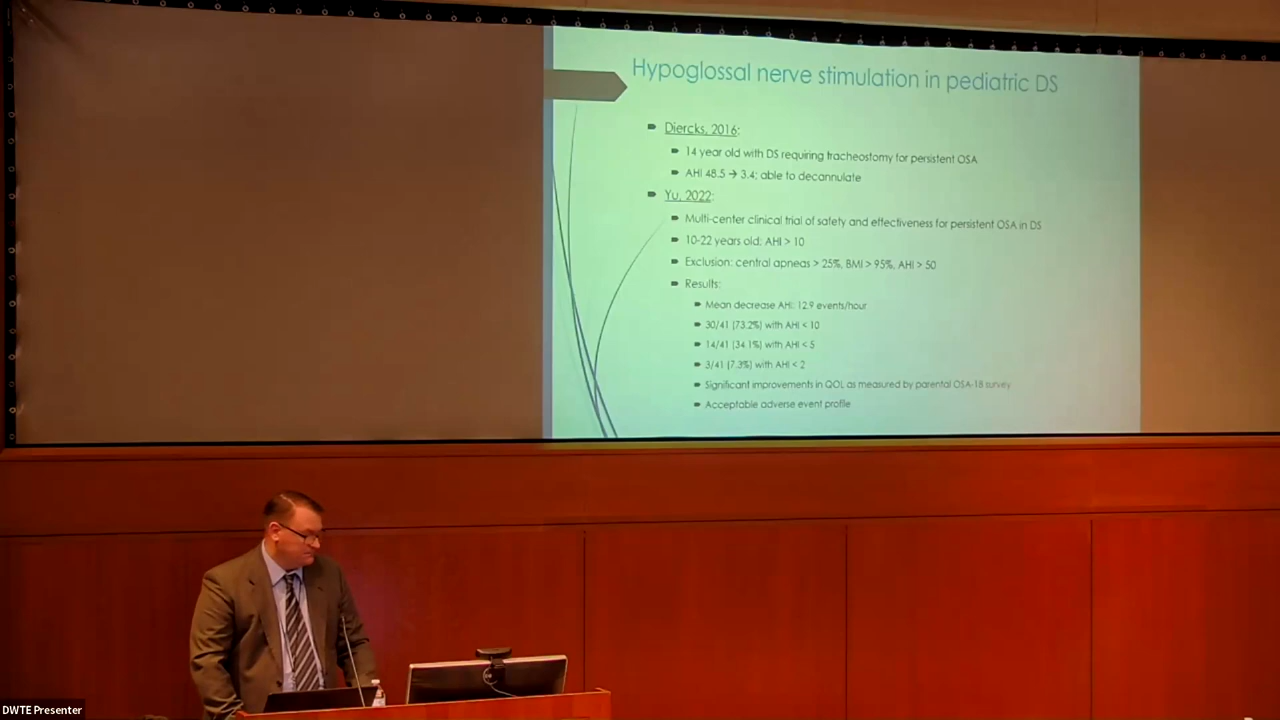 Hypoglossal nerve stimulation in pediatric DS
Diercks, 2016:
14 year old with DS requiring tracheostomy for persistent OSA
AHI 48.5 → 3.4; able to decannulate
Yu, 2022:
Multi-center clinical trial of safety and effectiveness for persistent OSA in DS
10-22 years old; AHI > 10
Exclusion: central apneas > 25%, BMI > 95%, AHI > 50
Results:
Mean decrease AHI: 12.9 events/hour
30/41 (73.2%) with AHI < 10
14/41 (34.1%) with AHI < 5
3/41 (7.3%) with AHI < 2
Significant improvements in QOL as measured by parental OSA-18 survey
Acceptable adverse event profile
DWTE Presenter